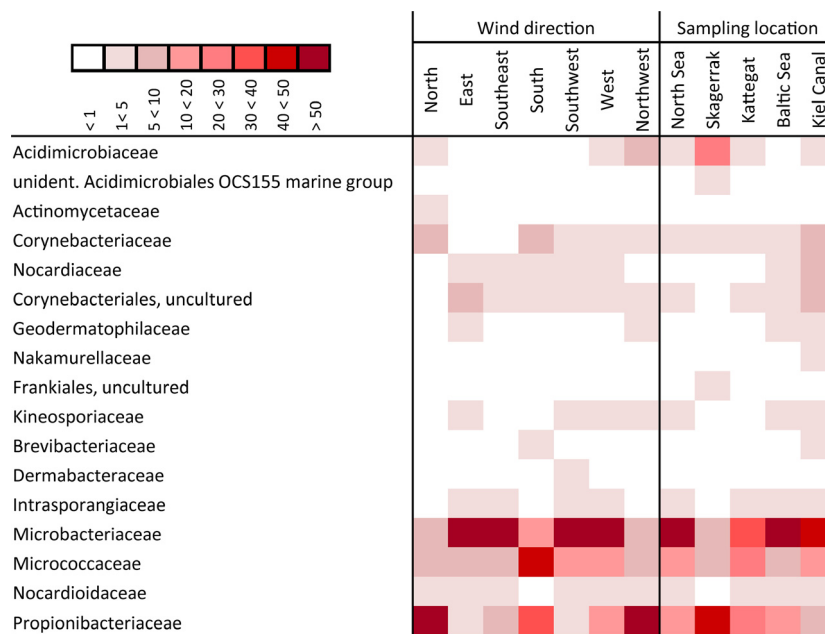 Wind direction
Sampling location
North
East
Southeast
South
Southwest
West
Northwest
North Sea
Skagerrak
Kattegat
Baltic Sea
Kiel Canal
< 1
1< 5
5 < 10
10 < 20
20 < 30
30 < 40
40 < 50
> 50
Acidimicrobiaceae
unident. Acidimicrobiales OCS155 marine group
Actinomycetaceae
Corynebacteriaceae
Nocardiaceae
Corynebacteriales, uncultured
Geodermatophilaceae
Nakamurellaceae
Frankiales, uncultured
Kineosporiaceae
Brevibacteriaceae
Dermabacteraceae
Intrasporangiaceae
Microbacteriaceae
Micrococcaceae
Nocardioidaceae
Propionibacteriaceae